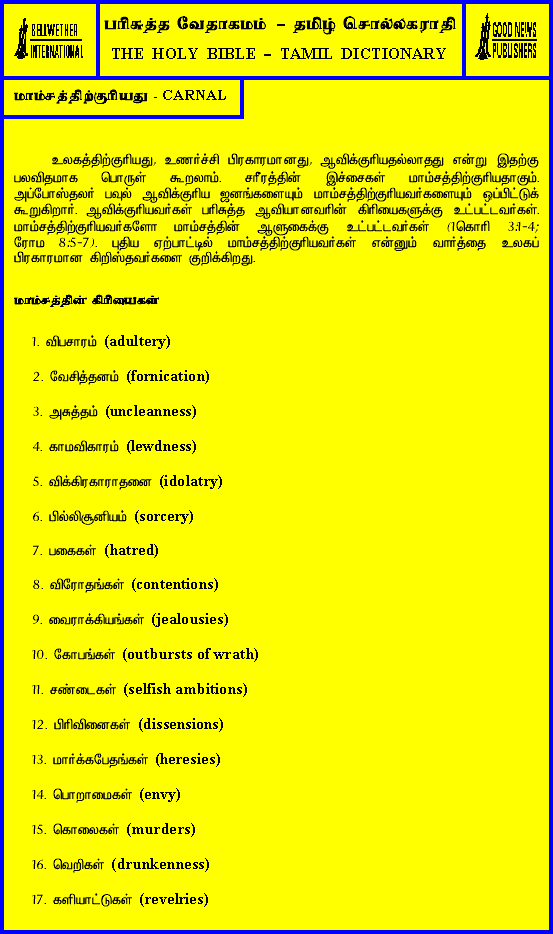 BELLWETHER
INTERNATIONAL
பரிசுத்த வேதாகமம் – தமிழ் சொல்லகராதி
THE HOLY BIBLE – TAMIL DICTIONARY
GOOD NEWS
PUBLISHERS
மாம்சத்திற்குரியது - CARNAL
உலகத்திற்குரியது, உணர்ச்சி பிரகாரமானது, ஆவிக்குரியதல்லாதது என்று இதற்கு
பலவிதமாக பொருள் கூறலாம். சரீரத்தின் இச்சைகள் மாம்சத்திற்குரியதாகும்.
அப்போஸ்தலர் பவுல் ஆவிக்குரிய ஜனங்களையும் மாம்சத்திற்குரியவர்களையும் ஒப்பிட்டுக்
கூறுகிறார். ஆவிக்குரியவர்கள் பரிசுத்த ஆவியானவரின் கிரியைகளுக்கு உட்பட்டவர்கள்.
மாம்சத்திற்குரியவர்களோ மாம்சத்தின் ஆளுகைக்கு உட்பட்டவர்கள் (1கொரி 3:1-4;
ரோம 8:5-7). புதிய ஏற்பாட்டில் மாம்சத்திற்குரியவர்கள் என்னும் வார்த்தை உலகப்
பிரகாரமான கிறிஸ்தவர்களை குறிக்கிறது.
மாம்சத்தின் கிரியைகள்
1. விபசாரம் (adultery)
2. வேசித்தனம் (fornication)
3. அசுத்தம் (uncleanness)
4. காமவிகாரம் (lewdness)
5. விக்கிரகாராதனை (idolatry)
6. பில்லிசூனியம் (sorcery)
7. பகைகள் (hatred)
8. விரோதங்கள் (contentions)
9. வைராக்கியங்கள் (jealousies)
10. கோபங்கள் (outbursts of wrath)
11. சண்டைகள் (selfish ambitions)
12. பிரிவினைகள் (dissensions)
13. மார்க்கபேதங்கள் (heresies)
14. பொறாமைகள் (envy)
15. கொலைகள் (murders)
16. வெறிகள் (drunkenness)
17. களியாட்டுகள் (revelries)